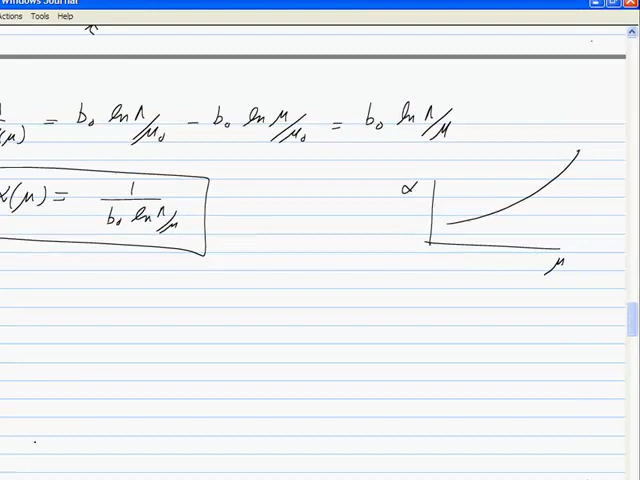 Windows Journal
Actions Tools Help
(μ) = b₀ ln Λ/μ₀ - b₀ ln μ/μ₀ = b₀ ln Λ/μ
α(μ) = 1 / b₀ ln Λ/μ
α
μ